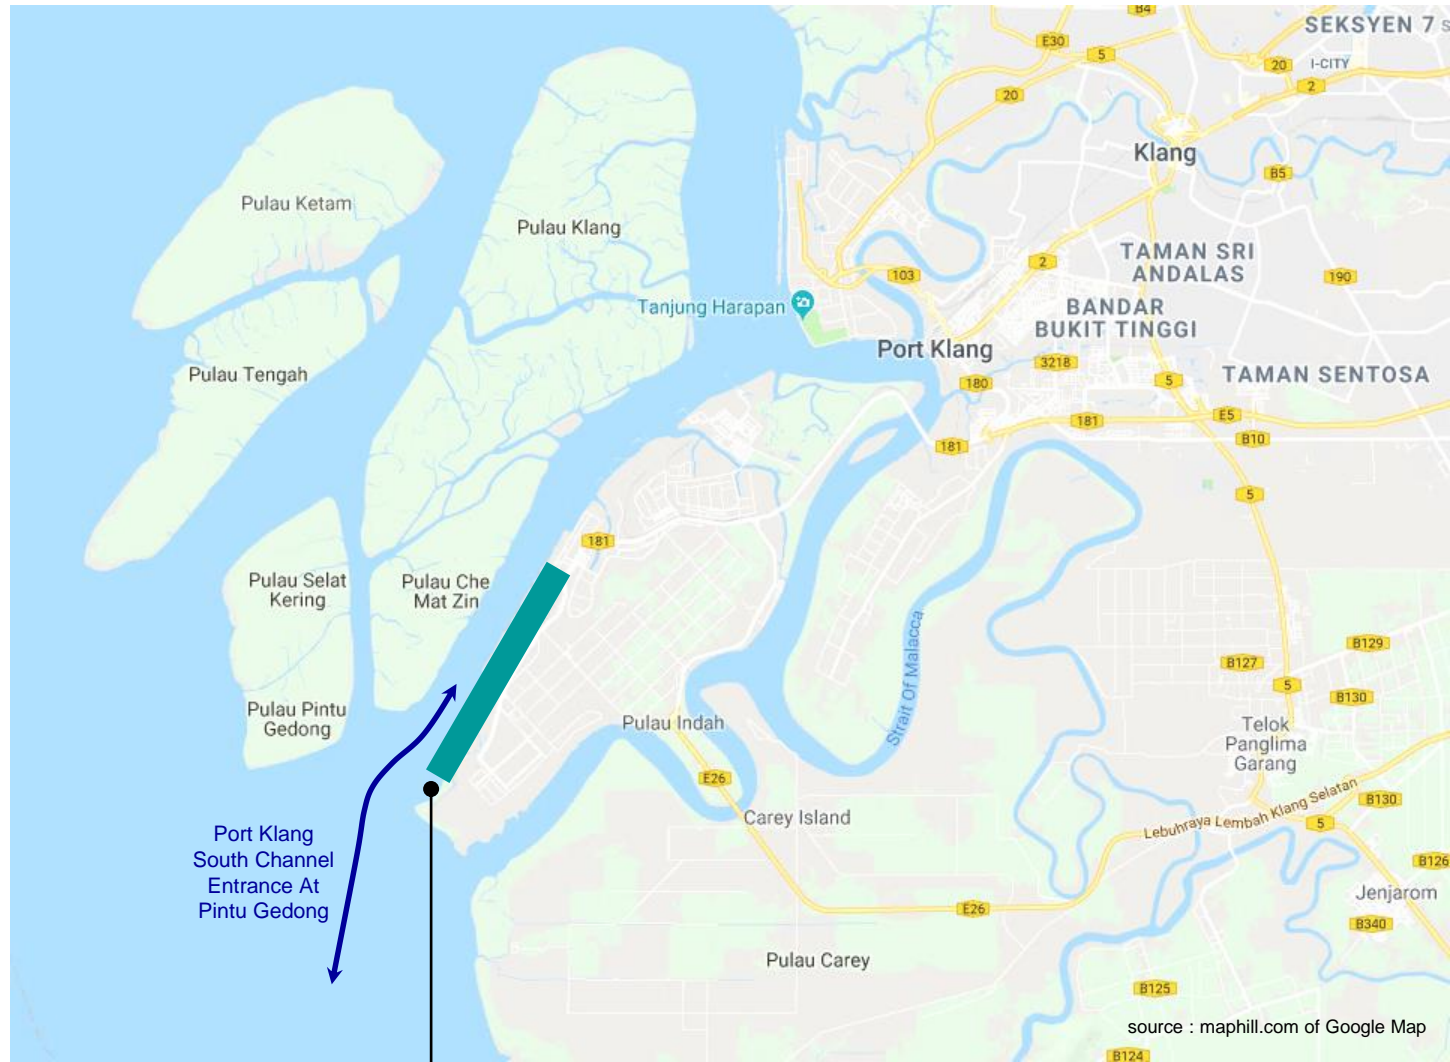 B4
SEKSYEN 7 S
E30
5
20
I-CITY
20
2
Klang
B5
Pulau Ketam
Pulau Klang
TAMAN SRI
ANDALAS
103
2
190
Tanjung Harapan
BANDAR
BUKIT TINGGI
Port Klang
3218
Pulau Tengah
180
5
TAMAN SENTOSA
E5
181
181
B10
5
181
Pulau Selat
Kering
Pulau Che
Mat Zin
Strait Of Malacca
B129
B127
5
B130
Pulau Pintu
Gedong
Pulau Indah
Telok
Panglima
Garang
E26
Carey Island
Lebuhraya Lembah Klang Selatan
B130
5
Port Klang
South Channel
Entrance At
Pintu Gedong
B126
Jenjarom
E26
B340
Pulau Carey
B125
source : maphill.com of Google Map
B124